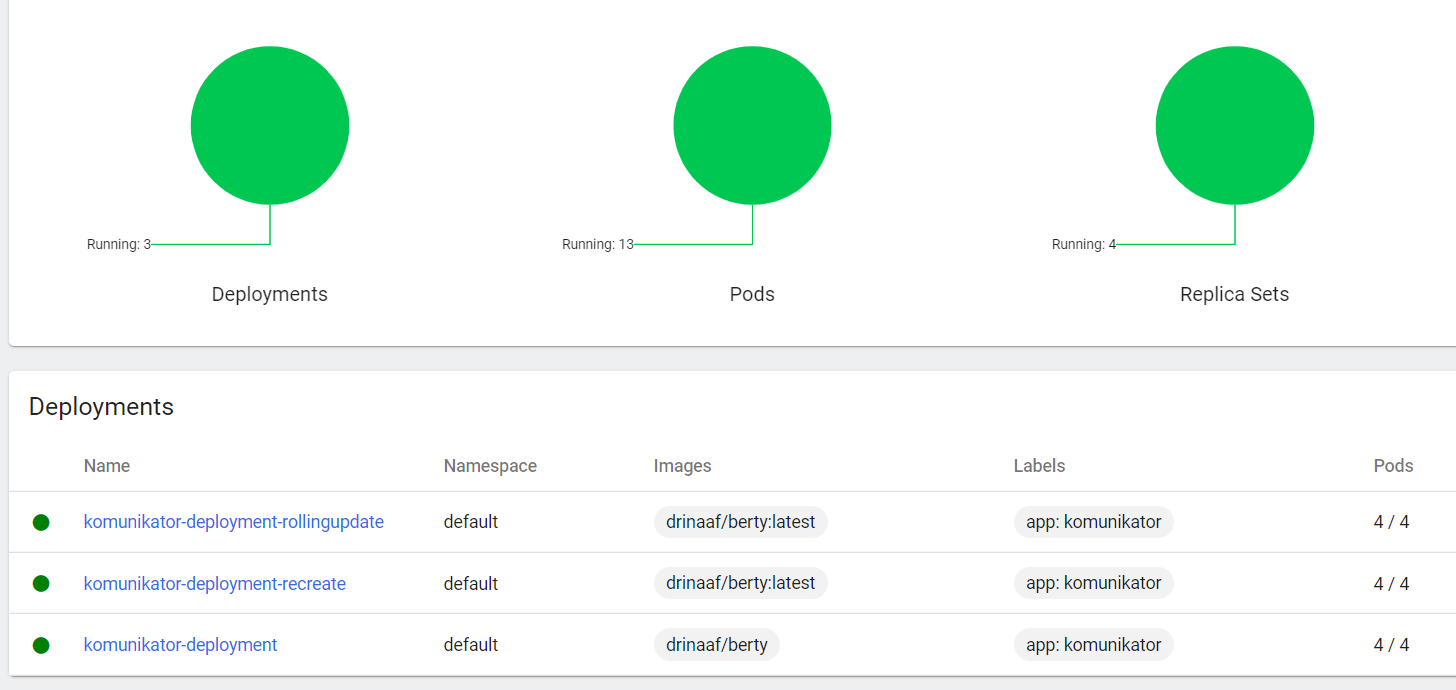 Running: 3 Running: 13 Running: 4
Deployments Pods Replica Sets
Deployments
Name Namespace Images Labels Pods
komunikator-deployment-rollingupdate default drinaaf/berty:latest app: komunikator 4 / 4
komunikator-deployment-recreate default drinaaf/berty:latest app: komunikator 4 / 4
komunikator-deployment default drinaaf/berty app: komunikator 4 / 4